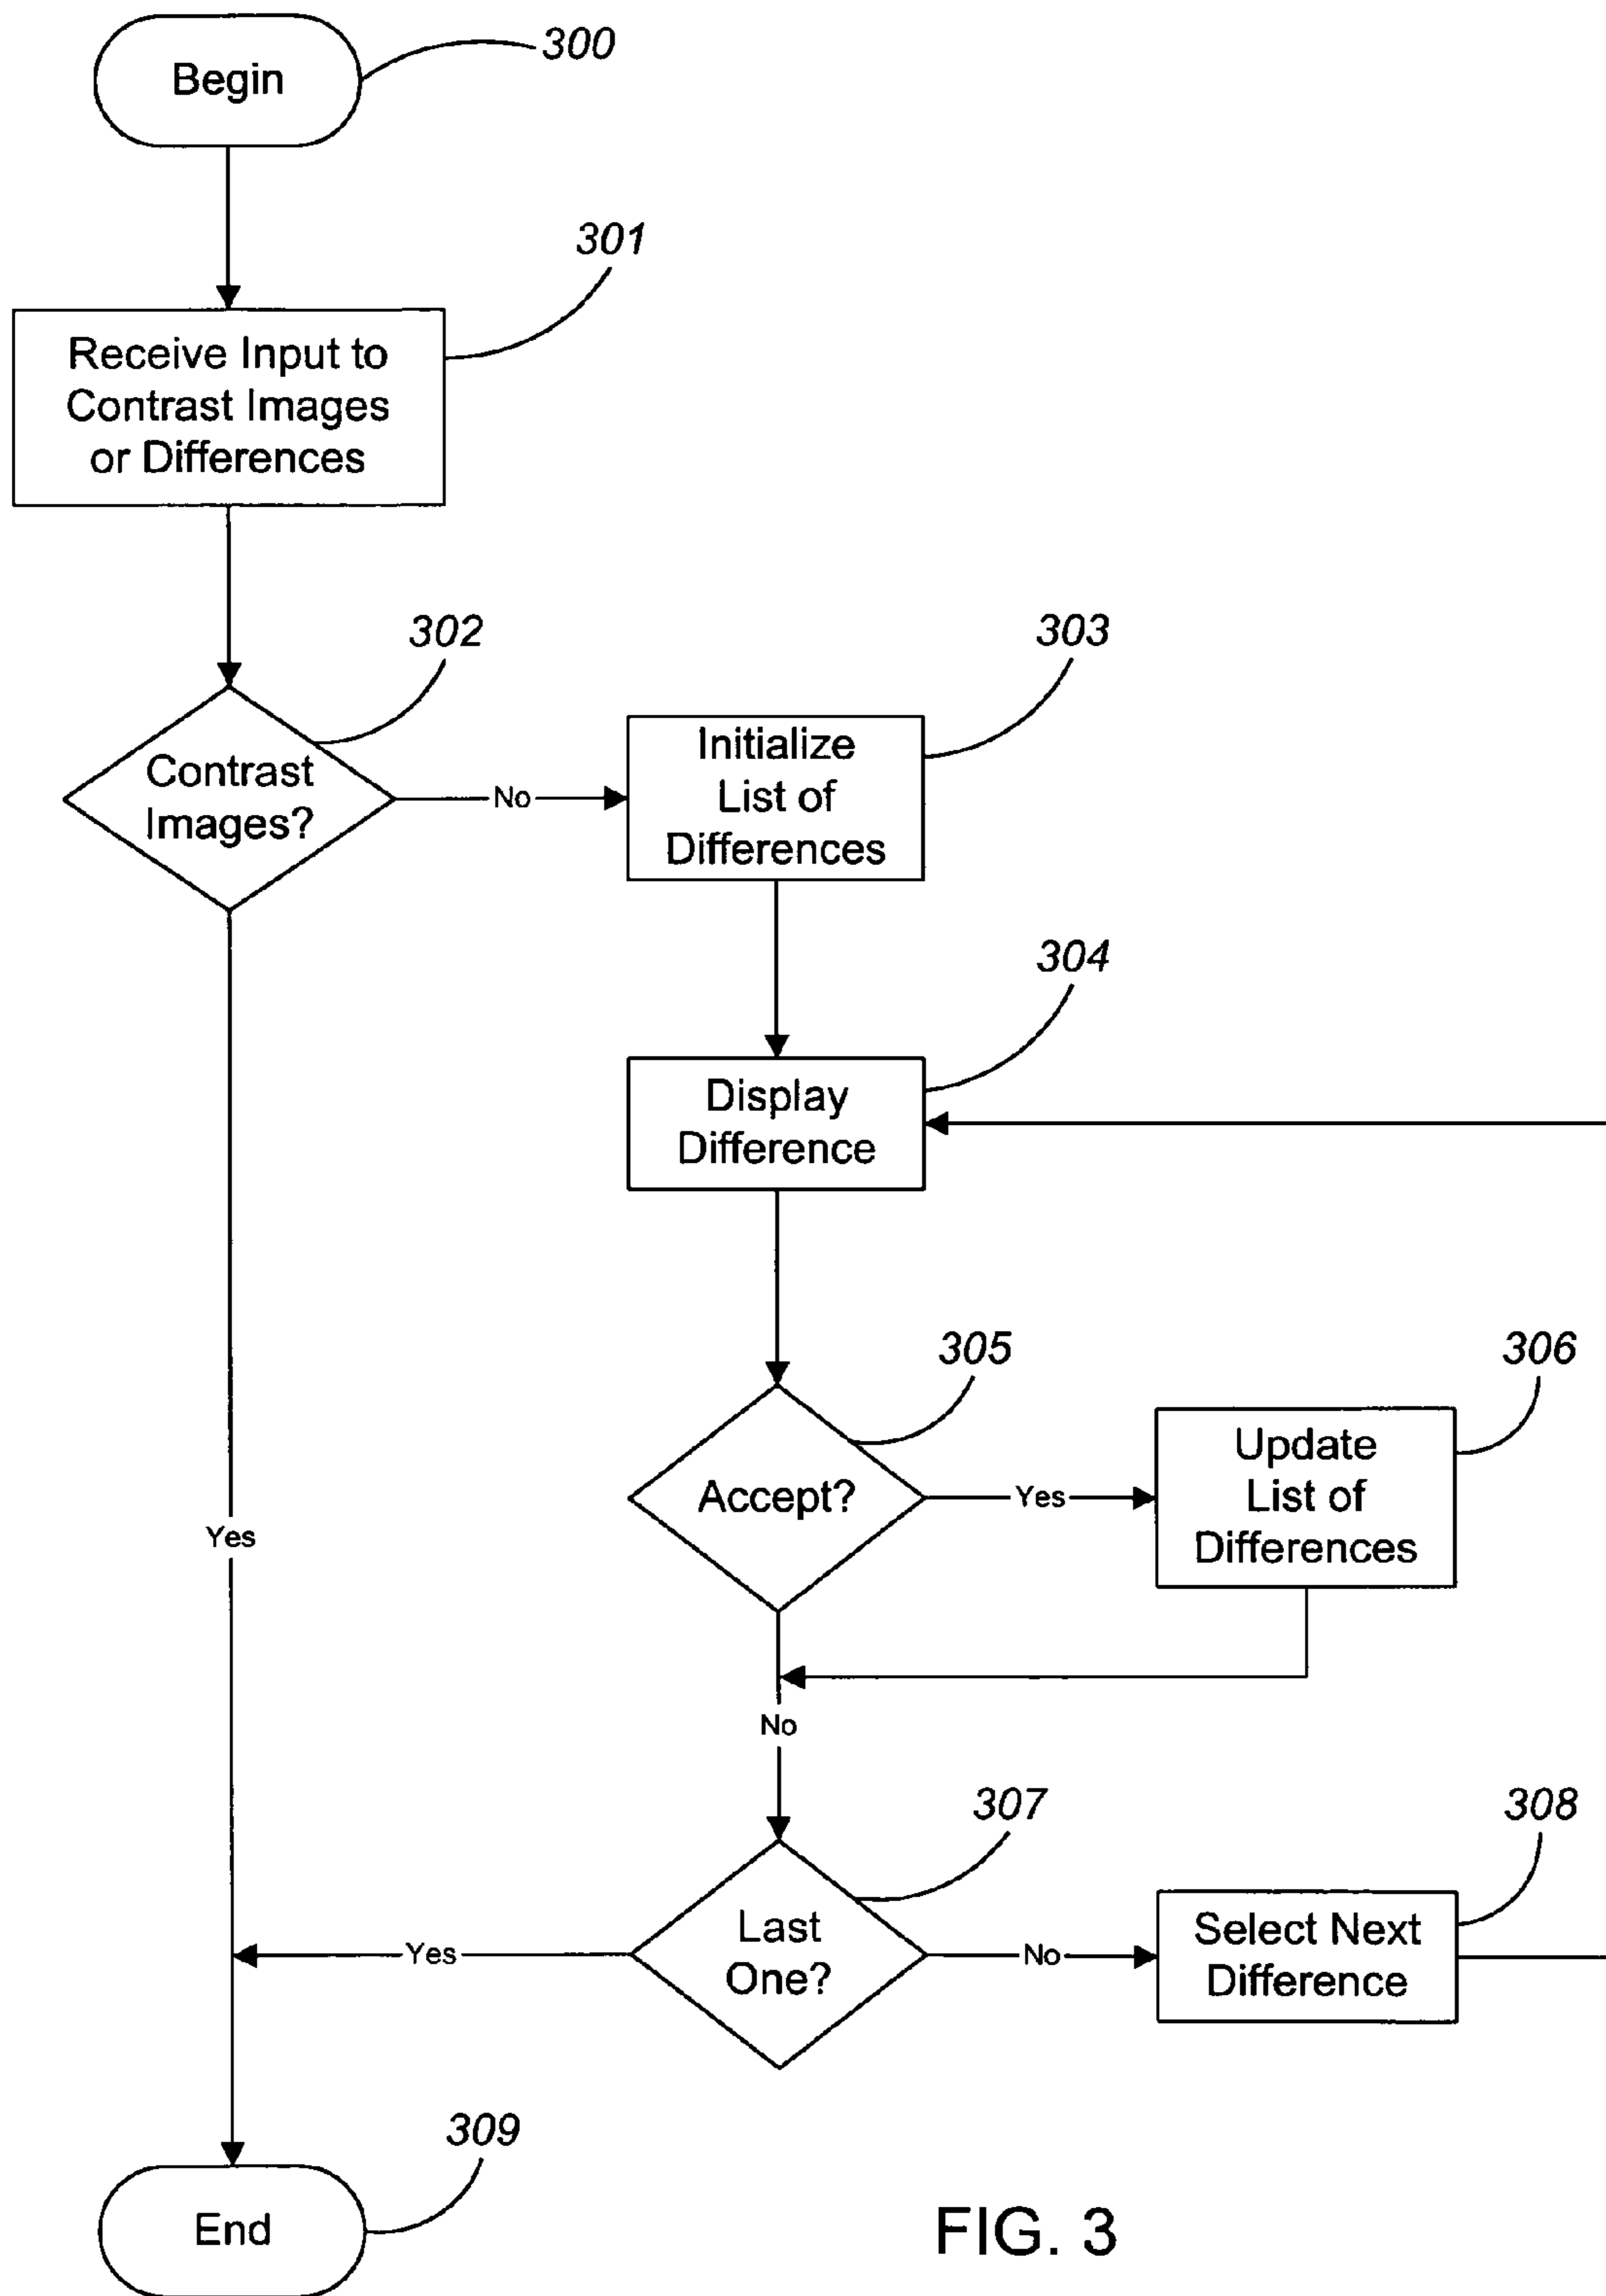 Begin
300
301
Receive Input to
Contrast Images
or Differences
302
303
Contrast
Images?
No
Initialize
List of
Differences
304
Display
Difference
305
306
Accept?
Yes
Update
List of
Differences
Yes
No
307
308
Last
One?
Yes
No
Select Next
Difference
309
End
FIG. 3